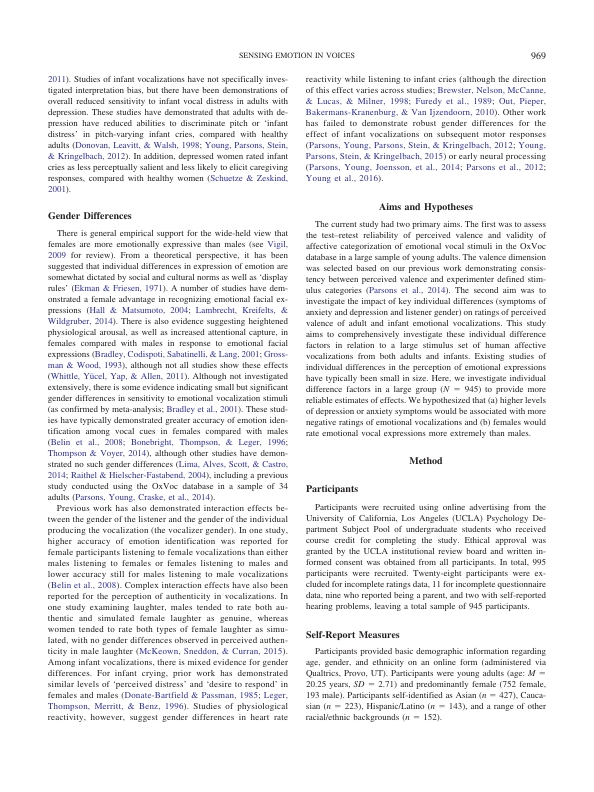 SENSING EMOTION IN VOICES
969
2011). Studies of infant vocalizations have not specifically inves-
tigated interpretation bias, but there have been demonstrations of
overall reduced sensitivity to infant vocal distress in adults with
depression. These studies have demonstrated that adults with de-
pression have reduced abilities to discriminate pitch or 'infant
distress' in pitch-varying infant cries, compared with healthy
adults (Donovan, Leavitt, & Walsh, 1998; Young, Parsons, Stein,
& Kringelbach, 2012). In addition, depressed women rated infant
cries as less perceptually salient and less likely to elicit caregiving
responses, compared with healthy women (Schuetze & Zeskind,
2001).
Gender Differences
There is general empirical support for the wide-held view that
females are more emotionally expressive than males (see Vigil,
2009 for review). From a theoretical perspective, it has been
suggested that individual differences in expression of emotion are
somewhat dictated by social and cultural norms as well as 'display
rules' (Ekman & Friesen, 1971). A number of studies have dem-
onstrated a female advantage in recognizing emotional facial ex-
pressions (Hall & Matsumoto, 2004; Lambrecht, Kreifelts, &
Wildgruber, 2014). There is also evidence suggesting heightened
physiological arousal, as well as increased attentional capture, in
females compared with males in response to emotional facial
expressions (Bradley, Codispoti, Sabatinelli, & Lang, 2001; Gross-
man & Wood, 1993), although not all studies show these effects
(Whittle, Yücel, Yap, & Allen, 2011). Although not investigated
extensively, there is some evidence indicating small but significant
gender differences in sensitivity to emotional vocalization stimuli
(as confirmed by meta-analysis; Bradley et al., 2001). These stud-
ies have typically demonstrated greater accuracy of emotion iden-
tification among vocal cues in females compared with males
(Belin et al., 2008; Bonebright, Thompson, & Leger, 1996;
Thompson & Voyer, 2014), although other studies have demon-
strated no such gender differences (Lima, Alves, Scott, & Castro,
2014; Raithel & Hielscher-Fastabend, 2004), including a previous
study conducted using the OxVoc database in a sample of 34
adults (Parsons, Young, Craske, et al., 2014).
Previous work has also demonstrated interaction effects be-
tween the gender of the listener and the gender of the individual
producing the vocalization (the vocalizer gender). In one study,
higher accuracy of emotion identification was reported for
female participants listening to female vocalizations than either
males listening to females or females listening to males and
lower accuracy still for males listening to male vocalizations
(Belin et al., 2008). Complex interaction effects have also been
reported for the perception of authenticity in vocalizations. In
one study examining laughter, males tended to rate both au-
thentic and simulated female laughter as genuine, whereas
women tended to rate both types of female laughter as simu-
lated, with no gender differences observed in perceived authen-
ticity in male laughter (McKeown, Sneddon, & Curran, 2015).
Among infant vocalizations, there is mixed evidence for gender
differences. For infant crying, prior work has demonstrated
similar levels of 'perceived distress' and 'desire to respond' in
females and males (Donate-Bartfield & Passman, 1985; Leger,
Thompson, Merritt, & Benz, 1996). Studies of physiological
reactivity, however, suggest gender differences in heart rate
reactivity while listening to infant cries (although the direction
of this effect varies across studies; Brewster, Nelson, McCanne,
& Lucas, & Milner, 1998; Furedy et al., 1989; Out, Pieper,
Bakermans-Kranenburg, & Van Ijzendoorn, 2010). Other work
has failed to demonstrate robust gender differences for the
effect of infant vocalizations on subsequent motor responses
(Parsons, Young, Parsons, Stein, & Kringelbach, 2012; Young,
Parsons, Stein, & Kringelbach, 2015) or early neural processing
(Parsons, Young, Joensson, et al., 2014; Parsons et al., 2012;
Young et al., 2016).
Aims and Hypotheses
The current study had two primary aims. The first was to assess
the test–retest reliability of perceived valence and validity of
affective categorization of emotional vocal stimuli in the OxVoc
database in a large sample of young adults. The valence dimension
was selected based on our previous work demonstrating consis-
tency between perceived valence and experimenter defined stim-
ulus categories (Parsons et al., 2014). The second aim was to
investigate the impact of key individual differences (symptoms of
anxiety and depression and listener gender) on ratings of perceived
valence of adult and infant emotional vocalizations. This study
aims to comprehensively investigate these individual difference
factors in relation to a large stimulus set of human affective
vocalizations from both adults and infants. Existing studies of
individual differences in the perception of emotional expressions
have typically been small in size. Here, we investigate individual
difference factors in a large group (N = 945) to provide more
reliable estimates of effects. We hypothesized that (a) higher levels
of depression or anxiety symptoms would be associated with more
negative ratings of emotional vocalizations and (b) females would
rate emotional vocal expressions more extremely than males.
Method
Participants
Participants were recruited using online advertising from the
University of California, Los Angeles (UCLA) Psychology De-
partment Subject Pool of undergraduate students who received
course credit for completing the study. Ethical approval was
granted by the UCLA institutional review board and written in-
formed consent was obtained from all participants. In total, 995
participants were recruited. Twenty-eight participants were ex-
cluded for incomplete ratings data, 11 for incomplete questionnaire
data, nine who reported being a parent, and two with self-reported
hearing problems, leaving a total sample of 945 participants.
Self-Report Measures
Participants provided basic demographic information regarding
age, gender, and ethnicity on an online form (administered via
Qualtrics, Provo, UT). Participants were young adults (age: M =
20.25 years, SD = 2.71) and predominantly female (752 female,
193 male). Participants self-identified as Asian (n = 427), Cauca-
sian (n = 223), Hispanic/Latino (n = 143), and a range of other
racial/ethnic backgrounds (n = 152).